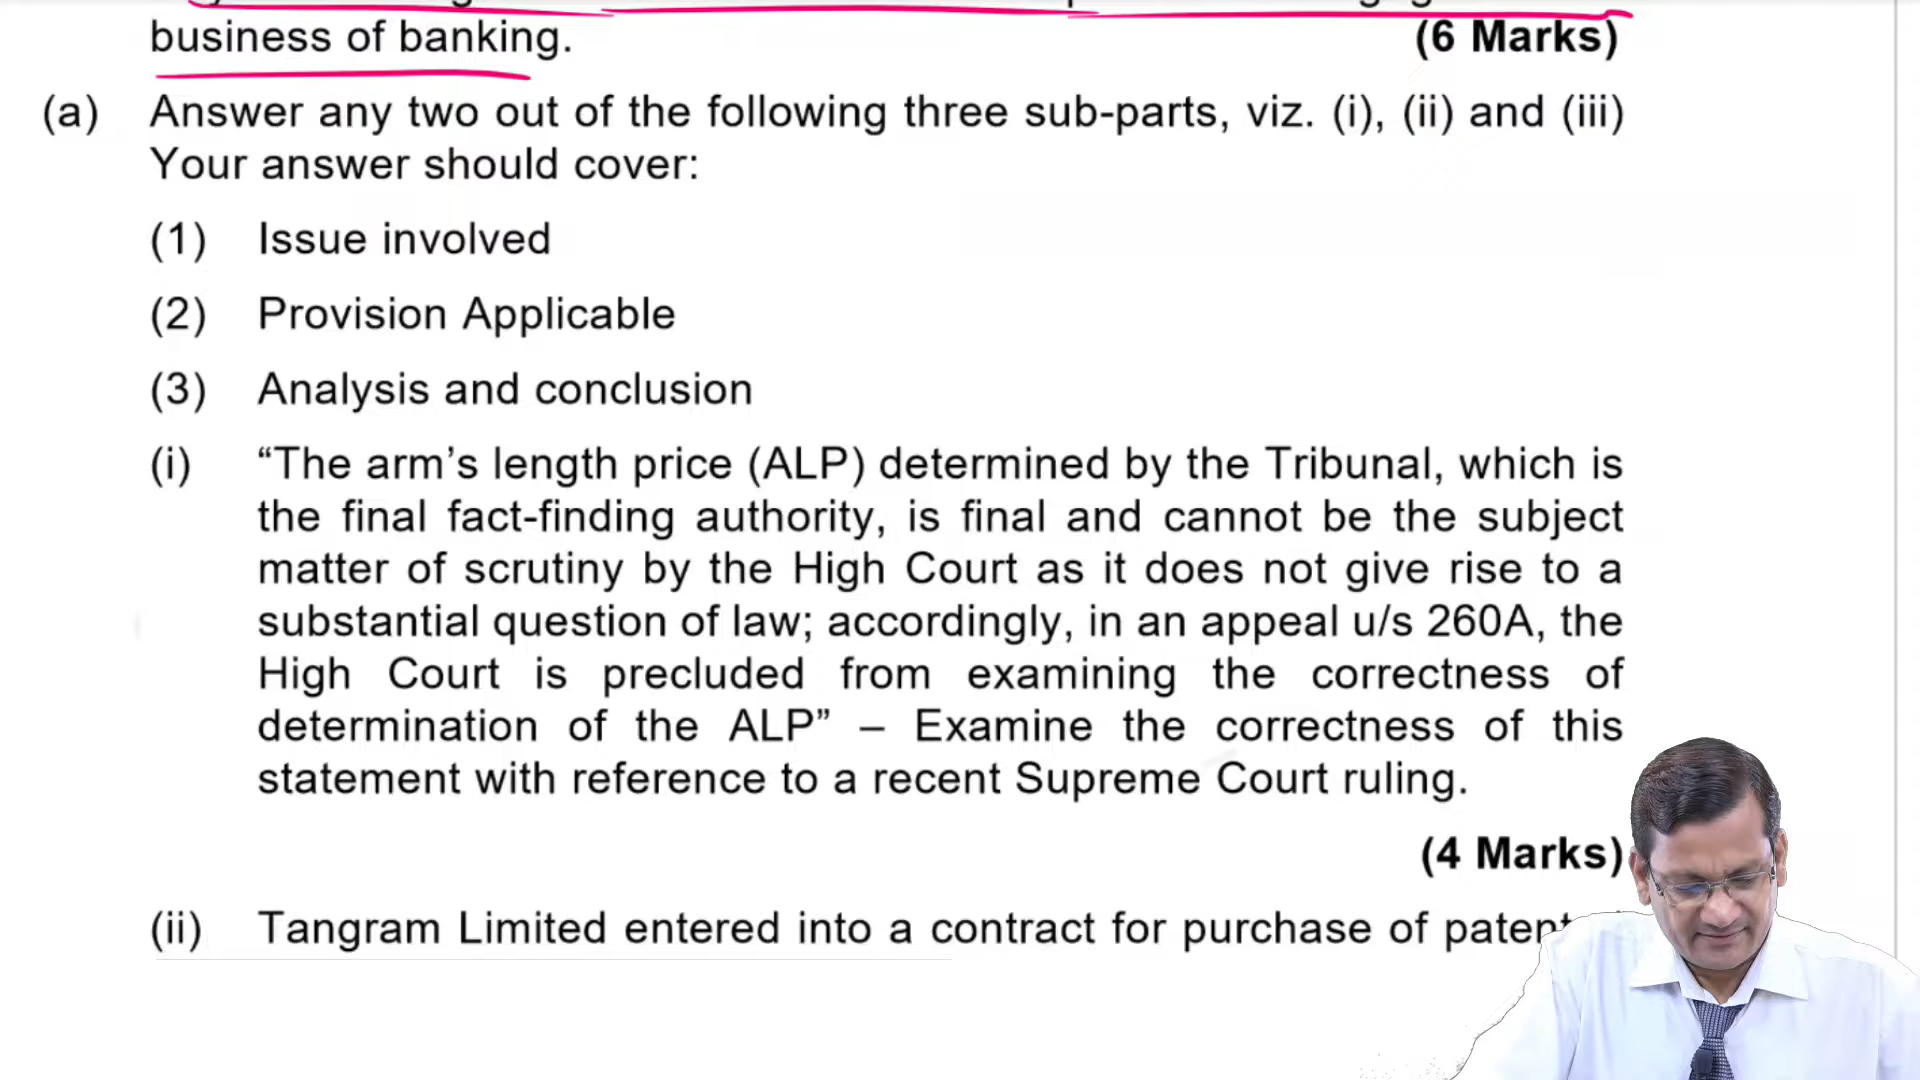 business of banking.
(6 Marks)
(a) Answer any two out of the following three sub-parts, viz. (i), (ii) and (iii)
Your answer should cover:
(1) Issue involved
(2) Provision Applicable
(3) Analysis and conclusion
(i) “The arm’s length price (ALP) determined by the Tribunal, which is
the final fact-finding authority, is final and cannot be the subject
matter of scrutiny by the High Court as it does not give rise to a
substantial question of law; accordingly, in an appeal u/s 260A, the
High Court is precluded from examining the correctness of
determination of the ALP” – Examine the correctness of this
statement with reference to a recent Supreme Court ruling.
(4 Marks)
(ii) Tangram Limited entered into a contract for purchase of